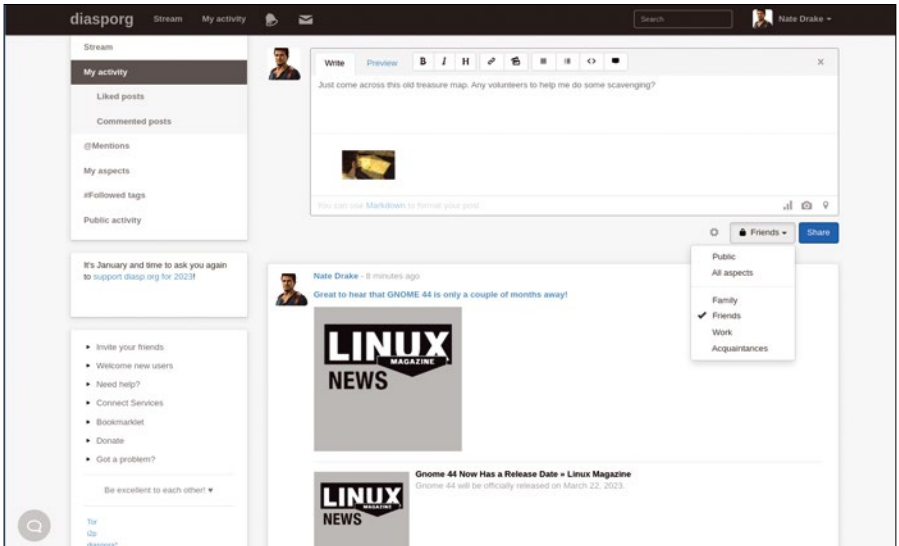 diasporg Stream My activity Search Nate Drake
Stream
My activity
Liked posts
Commented posts
@Mentions
My aspects
#Followed tags
Public activity
It's January and time to ask you again
to support diasp.org for 2023!
Invite your friends
Welcome new users
Need help?
Connect Services
Bookmarklet
Donate
Got a problem?
Be excellent to each other! ♥
Tor
i2p
diaspora*
Write Preview B I H
Just come across this old treasure map. Any volunteers to help me do some scavenging?
You can use Markdown to format your post
Friends Share
Public
All aspects
Family
Friends
Work
Acquaintances
Nate Drake - 8 minutes ago
Great to hear that GNOME 44 is only a couple of months away!
LINUX
MAGAZINE
NEWS
Gnome 44 Now Has a Release Date » Linux Magazine
Gnome 44 will be officially released on March 22, 2023.
LINUX
MAGAZINE
NEWS